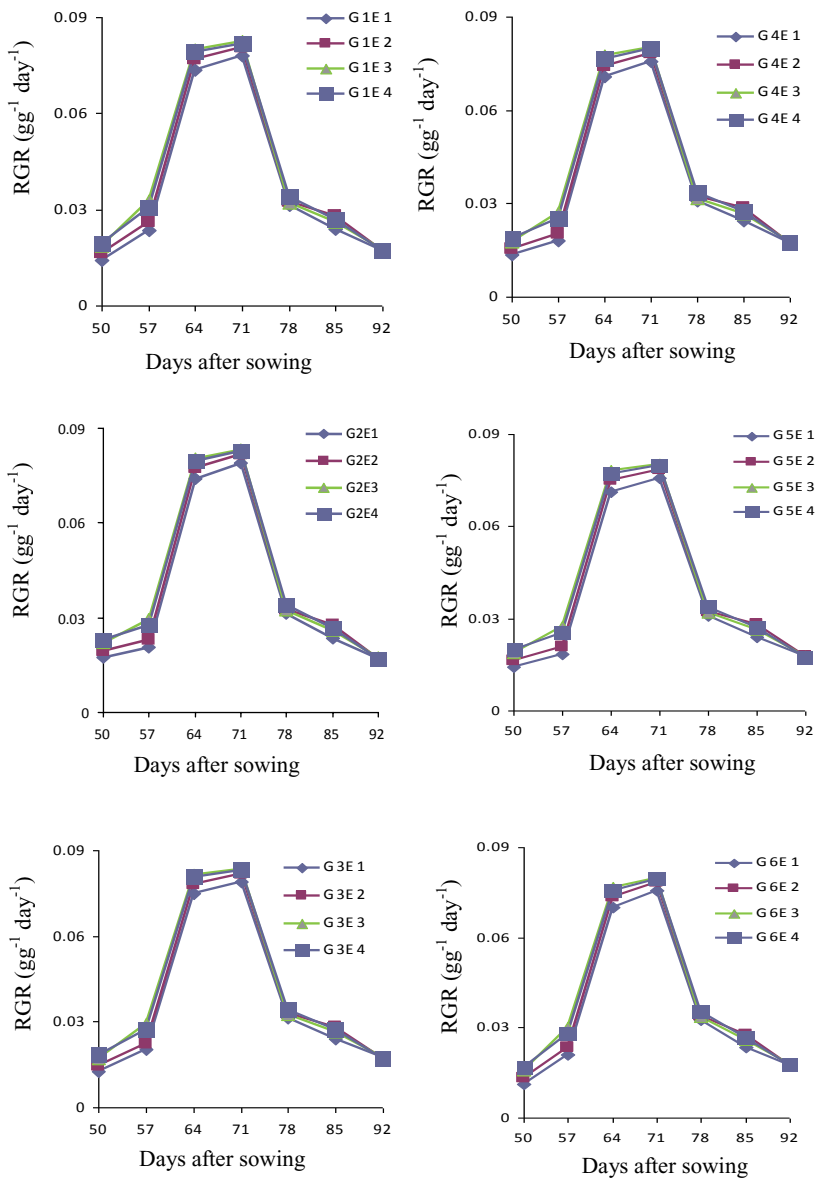 0.09
0.06
0.03
0
RGR (gg⁻¹ day⁻¹)
G1E 1
G1E 2
G1E 3
G1E 4
50 57 64 71 78 85 92
Days after sowing
0.09
0.06
0.03
0
RGR (gg⁻¹ day⁻¹)
G4E 1
G4E 2
G4E 3
G4E 4
50 57 64 71 78 85 92
Days after sowing
0.09
0.06
0.03
0
RGR (gg⁻¹ day⁻¹)
G2E1
G2E2
G2E3
G2E4
50 57 64 71 78 85 92
Days after sowing
0.09
0.06
0.03
0
RGR (gg⁻¹ day⁻¹)
G5E 1
G5E 2
G5E 3
G5E 4
50 57 64 71 78 85 92
Days after sowing
0.09
0.06
0.03
0
RGR (gg⁻¹ day⁻¹)
G3E 1
G3E 2
G3E 3
G3E 4
50 57 64 71 78 85 92
Days after sowing
0.09
0.06
0.03
0
RGR (gg⁻¹ day⁻¹)
G6E 1
G6E 2
G6E 3
G6E 4
50 57 64 71 78 85 92
Days after sowing